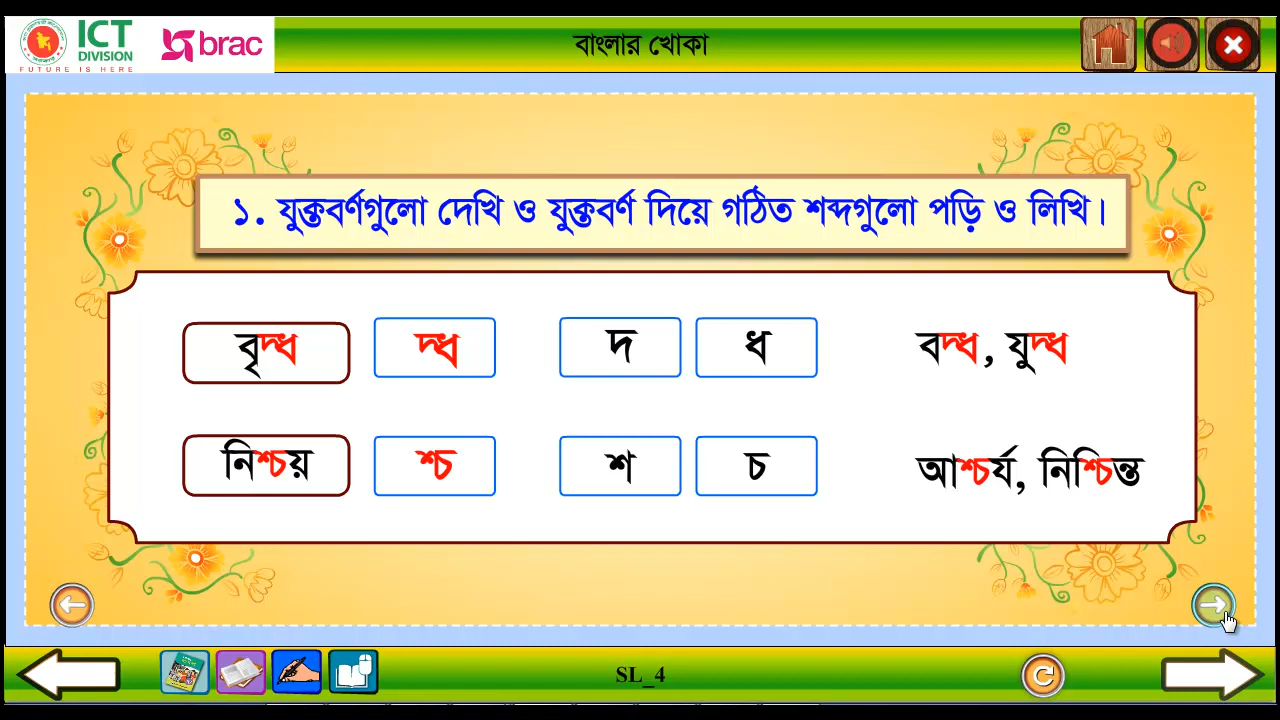 ICT
DIVISION
FUTURE IS HERE
brac
বাংলার খোকা
১. যুক্তবর্ণগুলো দেখি ও যুক্তবর্ণ দিয়ে গঠিত শব্দগুলো পড়ি ও লিখি।
বৃদ্ধ দ্ধ দ ধ বদ্ধ, যুদ্ধ
নিশ্চয় শ্চ শ চ আশ্চর্য, নিশ্চিন্ত
SL_4